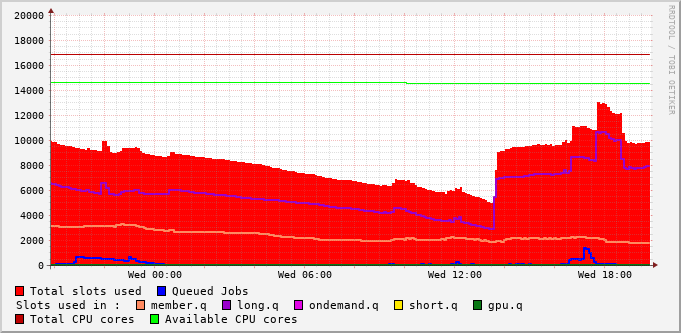 20000
18000
16000
14000
12000
10000
8000
6000
4000
2000
0
Wed 00:00 Wed 06:00 Wed 12:00 Wed 18:00
RRDTOOL / TOBI OETIKER
Total slots used Queued Jobs
Slots used in : member.q long.q ondemand.q short.q gpu.q
Total CPU cores Available CPU cores